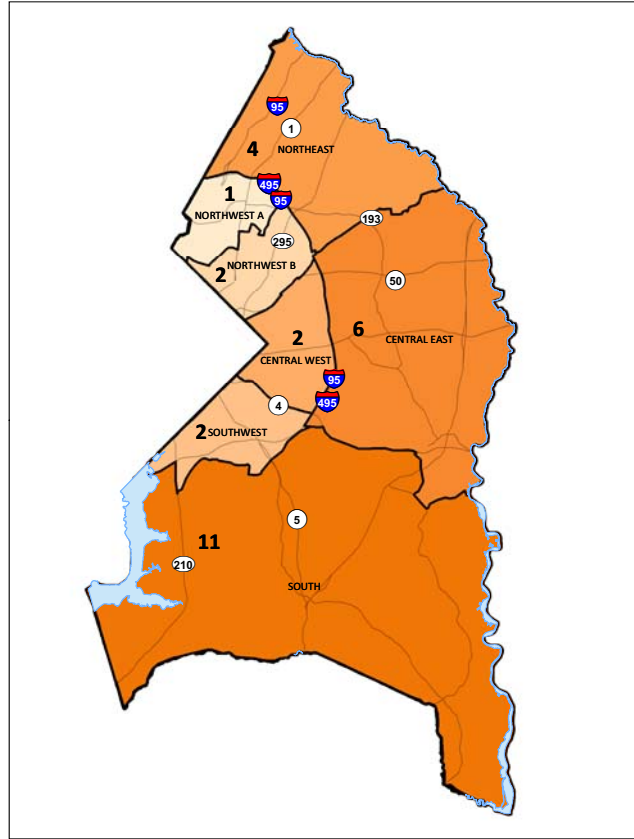 95
1
4
NORTHEAST
495
1
95
NORTHWEST A
193
295
NORTHWEST B
2
50
2
6
CENTRAL EAST
CENTRAL WEST
95
495
4
2 SOUTHWEST
5
11
210
SOUTH